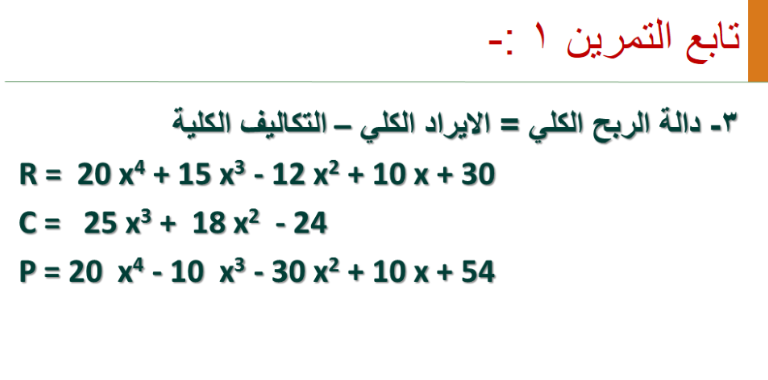 تابع التمرين ١ :-
٣- دالة الربح الكلي = الايراد الكلي – التكاليف الكلية
R = 20 x⁴ + 15 x³ - 12 x² + 10 x + 30
C = 25 x³ + 18 x² - 24
P = 20 x⁴ - 10 x³ - 30 x² + 10 x + 54